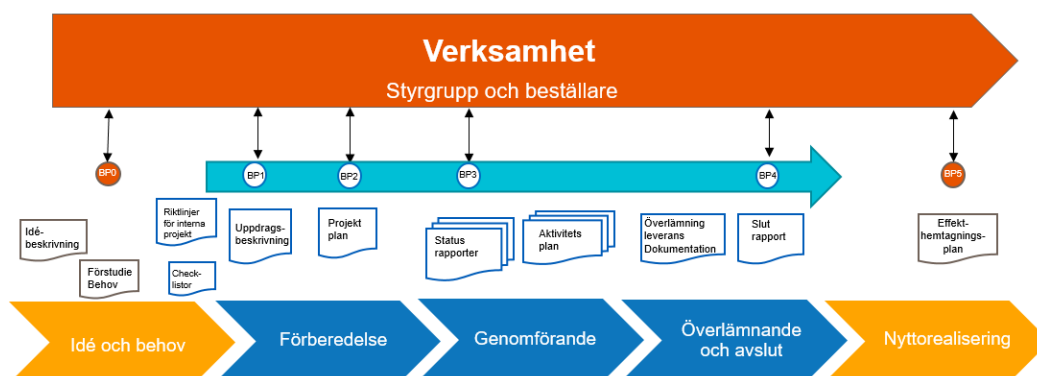 Verksamhet
Styrgrupp och beställare
BP0
BP1
BP2
BP3
BP4
BP5
Idé-
beskrivning
Förstudie
Behov
Riktlinjer
för interna
projekt
Check-
listor
Uppdrags-
beskrivning
Projekt
plan
Status
rapporter
Aktivitets
plan
Överlämning
leverans
Dokumentation
Slut
rapport
Effekt-
hemtagnings-
plan
Idé och behov
Förberedelse
Genomförande
Överlämnande
och avslut
Nyttorealisering